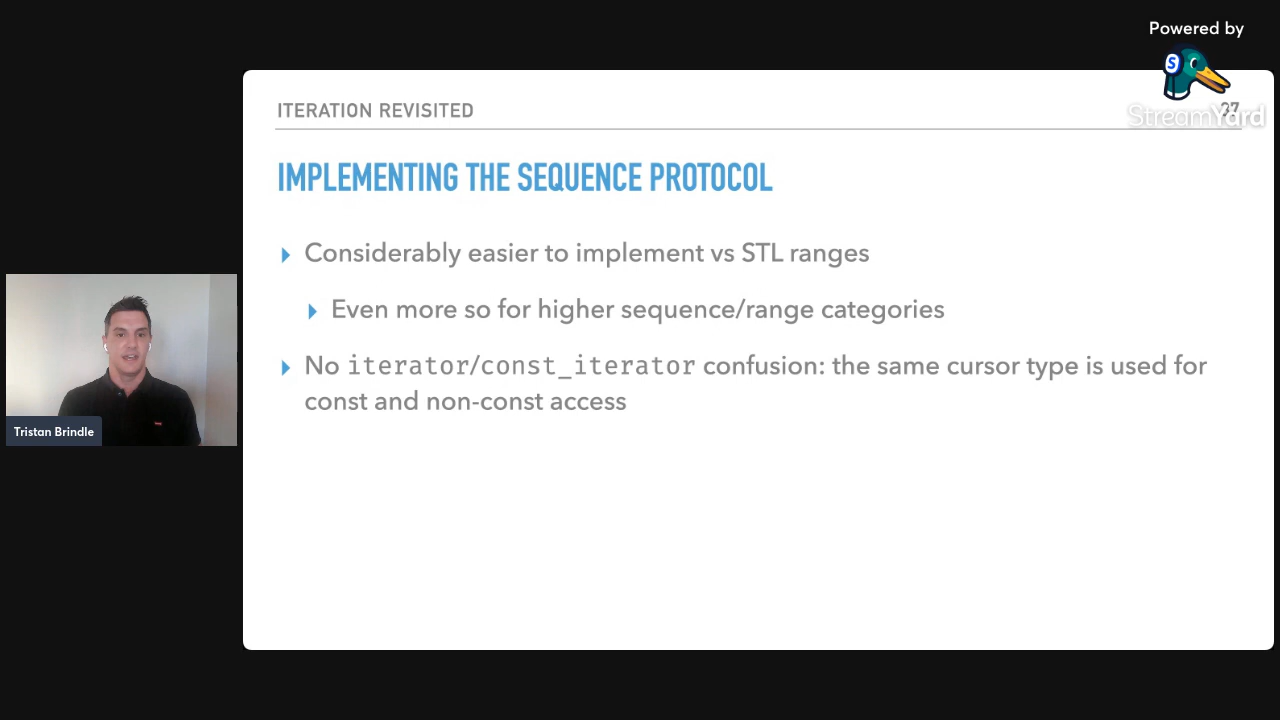 Powered by
StreamYard
ITERATION REVISITED
37
IMPLEMENTING THE SEQUENCE PROTOCOL
Considerably easier to implement vs STL ranges
Even more so for higher sequence/range categories
No iterator/const_iterator confusion: the same cursor type is used for
const and non-const access
Tristan Brindle